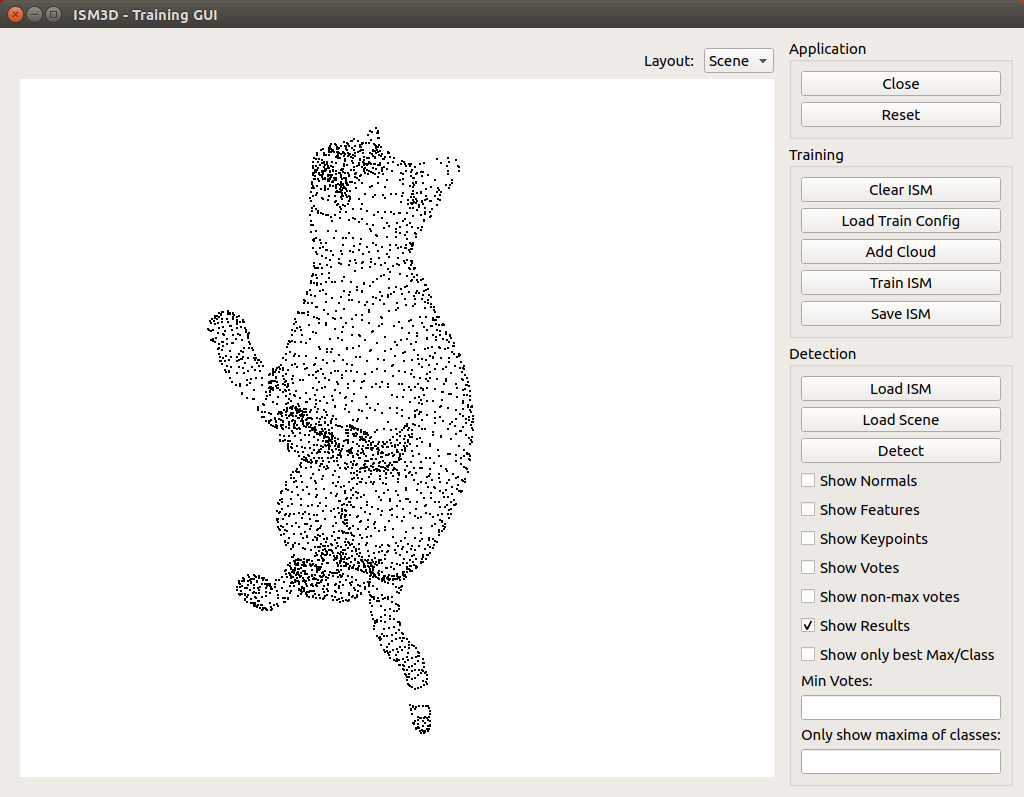 ISM3D - Training GUI
Layout: Scene
Application
Close
Reset
Training
Clear ISM
Load Train Config
Add Cloud
Train ISM
Save ISM
Detection
Load ISM
Load Scene
Detect
Show Normals
Show Features
Show Keypoints
Show Votes
Show non-max votes
Show Results
Show only best Max/Class
Min Votes:
Only show maxima of classes: